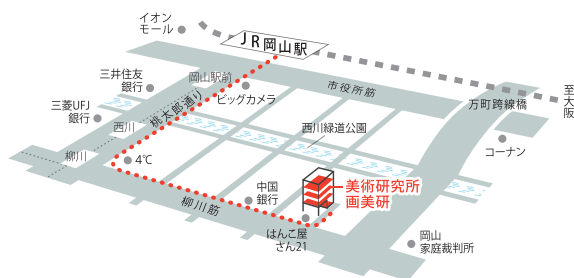 イオン
モール
JR岡山駅
至大阪
岡山駅前
三井住友
銀行
ビッグカメラ
市役所筋
万町跨線橋
三菱UFJ
銀行
桃太郎通り
西川
西川緑道公園
コーナン
柳川
4℃
中国
銀行
美術研究所
画美研
柳川筋
はんこ屋
さん21
岡山
家庭裁判所